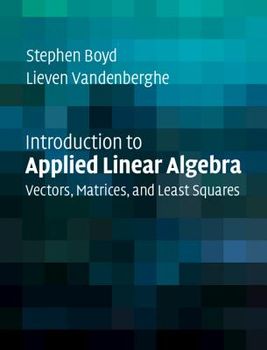 Stephen Boyd
Lieven Vandenberghe
Introduction to
Applied Linear Algebra
Vectors, Matrices, and Least Squares